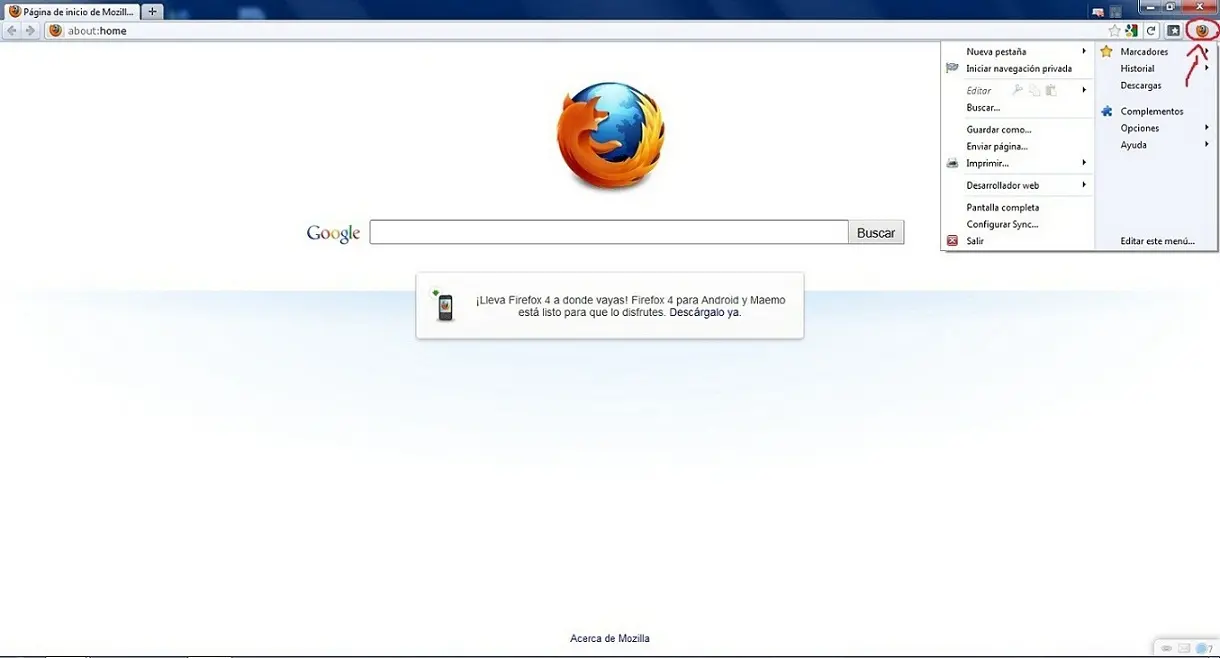 Página de inicio de Mozill...
about:home
Nueva pestaña
Iniciar navegación privada
Editar
Buscar...
Guardar como...
Enviar página...
Imprimir...
Desarrollador web
Pantalla completa
Configurar Sync...
Salir
Marcadores
Historial
Descargas
Complementos
Opciones
Ayuda
Editar este menú...
Google
Buscar
¡Lleva Firefox 4 a donde vayas! Firefox 4 para Android y Maemo
está listo para que lo disfrutes. Descárgalo ya.
Acerca de Mozilla
7